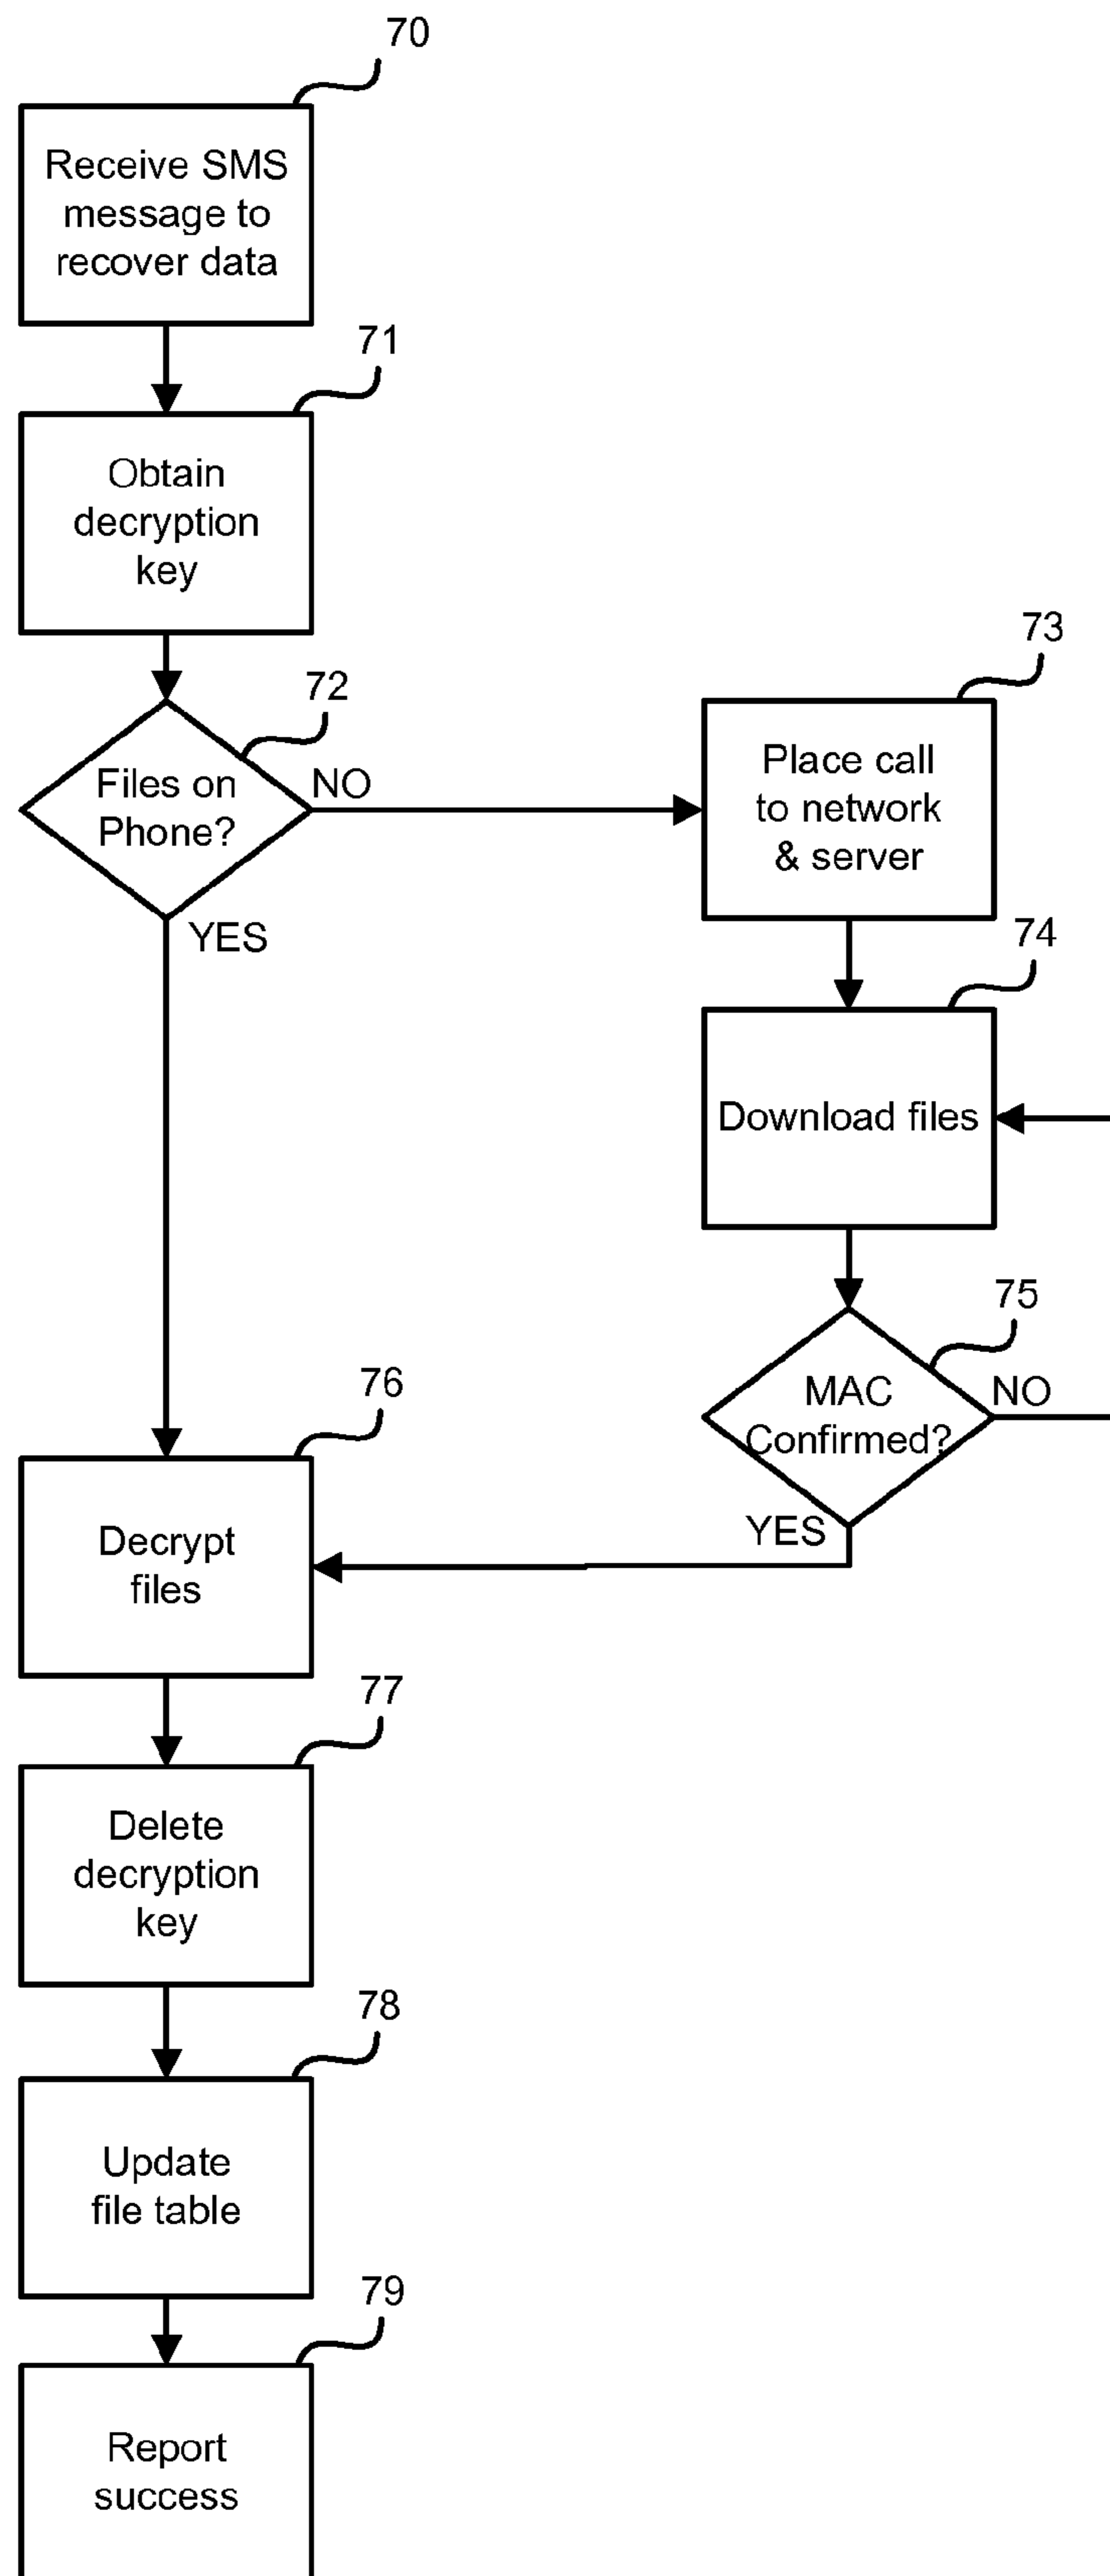 70
Receive SMS
message to
recover data
71
Obtain
decryption
key
72
Files on
Phone?
NO
YES
73
Place call
to network
& server
74
Download files
75
MAC
Confirmed?
NO
YES
76
Decrypt
files
77
Delete
decryption
key
78
Update
file table
79
Report
success